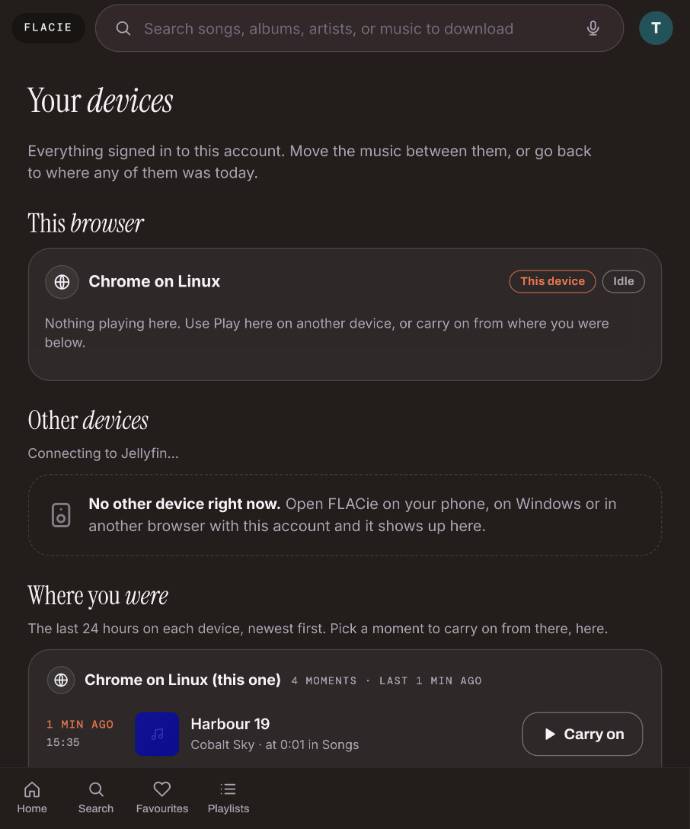 FLACIE
Search songs, albums, artists, or music to download
T
Your devices
Everything signed in to this account. Move the music between them, or go back
to where any of them was today.
This browser
Chrome on Linux
This device
Idle
Nothing playing here. Use Play here on another device, or carry on from where you were
below.
Other devices
Connecting to Jellyfin...
No other device right now. Open FLACie on your phone, on Windows or in
another browser with this account and it shows up here.
Where you were
The last 24 hours on each device, newest first. Pick a moment to carry on from there, here.
Chrome on Linux (this one) 4 MOMENTS · LAST 1 MIN AGO
1 MIN AGO
15:35
Harbour 19
Cobalt Sky · at 0:01 in Songs
Carry on
Home
Search
Favourites
Playlists